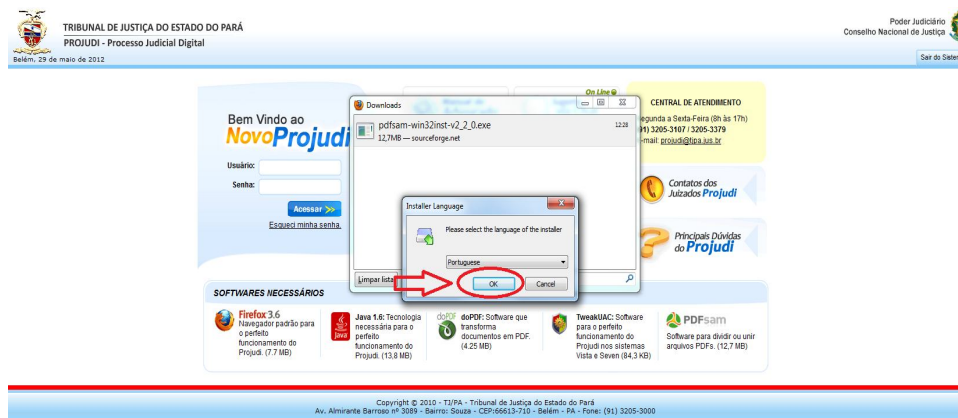 TRIBUNAL DE JUSTIÇA DO ESTADO DO PARÁ
PROJUDI - Processo Judicial Digital
Poder Judiciário
Conselho Nacional de Justiça
Belém, 29 de maio de 2012
Sair do Sistem
On Line
Bem Vindo ao
NovoProjudi
Usuário:
Senha:
Acessar
Esqueci minha senha.
Downloads
pdfsam-win32inst-v2_2_0.exe
12:28
12,7MB — sourceforge.net
Limpar lista
Installer Language
Please select the language of the installer
Portuguese
OK
Cancel
CENTRAL DE ATENDIMENTO
egunda a Sexta-Feira (8h às 17h)
91) 3205-3107 / 3205-3379
-mail: projudi@tjpa.jus.br
Contatos dos
Juizados Projudi
Principais Dúvidas
do Projudi
SOFTWARES NECESSÁRIOS
Firefox 3.6
Navegador padrão para
o perfeito
funcionamento do
Projudi. (7.7 MB)
Java
Java 1.6: Tecnologia
necessária para o
perfeito
funcionamento do
Projudi. (13,8 MB)
doPDF
doPDF: Software que
transforma
documentos em PDF.
(4.25 MB)
TweakUAC: Software
para o perfeito
funcionamento do
Projudi nos sistemas
Vista e Seven (84,3 KB)
PDFsam
Software para dividir ou unir
arquivos PDFs. (12,7 MB)
Copyright © 2010 - TJ/PA - Tribunal de Justiça do Estado do Pará
Av. Almirante Barroso nº 3089 - Bairro: Souza - CEP:66613-710 - Belém - PA - Fone: (91) 3205-3000